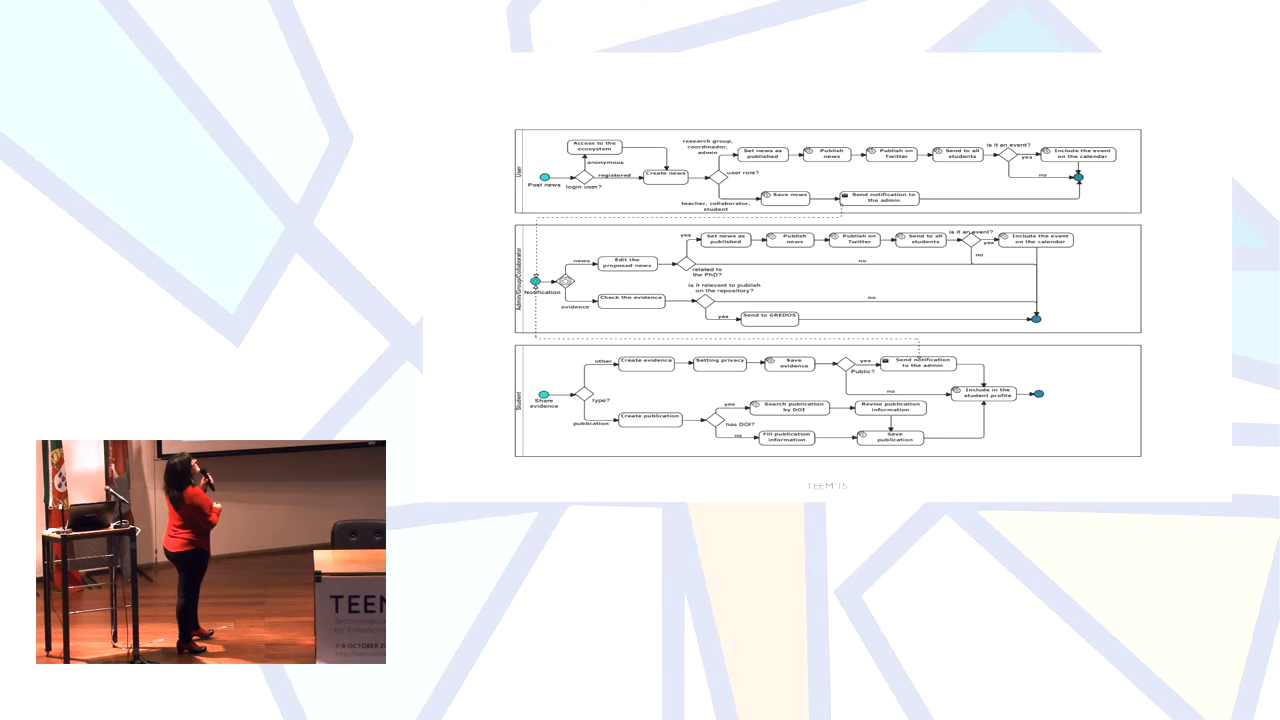 User
Access to the
ecosystem
anonymous
registered
Post news
login user?
Create news
research group,
coordinador,
admin
user role?
Set news as
published
Publish
news
Publish on
Twitter
Send to all
students
is it an event?
yes
Include the event
on the calendar
no
teacher, collaborator,
student
Save news
Send notification to
the admin
Admin/Group/Collaborator
Notification
news
Edit the
proposed news
yes
related to
the PhD?
Set news as
published
Publish
news
Publish on
Twitter
Send to all
students
is it an event?
yes
Include the event
on the calendar
no
no
evidence
Check the evidence
is it relevant to publish
on the repository?
no
yes
Send to GREDOS
Student
Share
evidence
type?
other
Create evidence
Setting privacy
Save
evidence
Public?
yes
Send notification
to the admin
no
Include in the
student profile
publication
Create publication
has DOI?
yes
Search publication
by DOI
Revise publication
information
no
Fill publication
information
Save
publication
TEEM'15
TEEM
Technological
for Enhancing